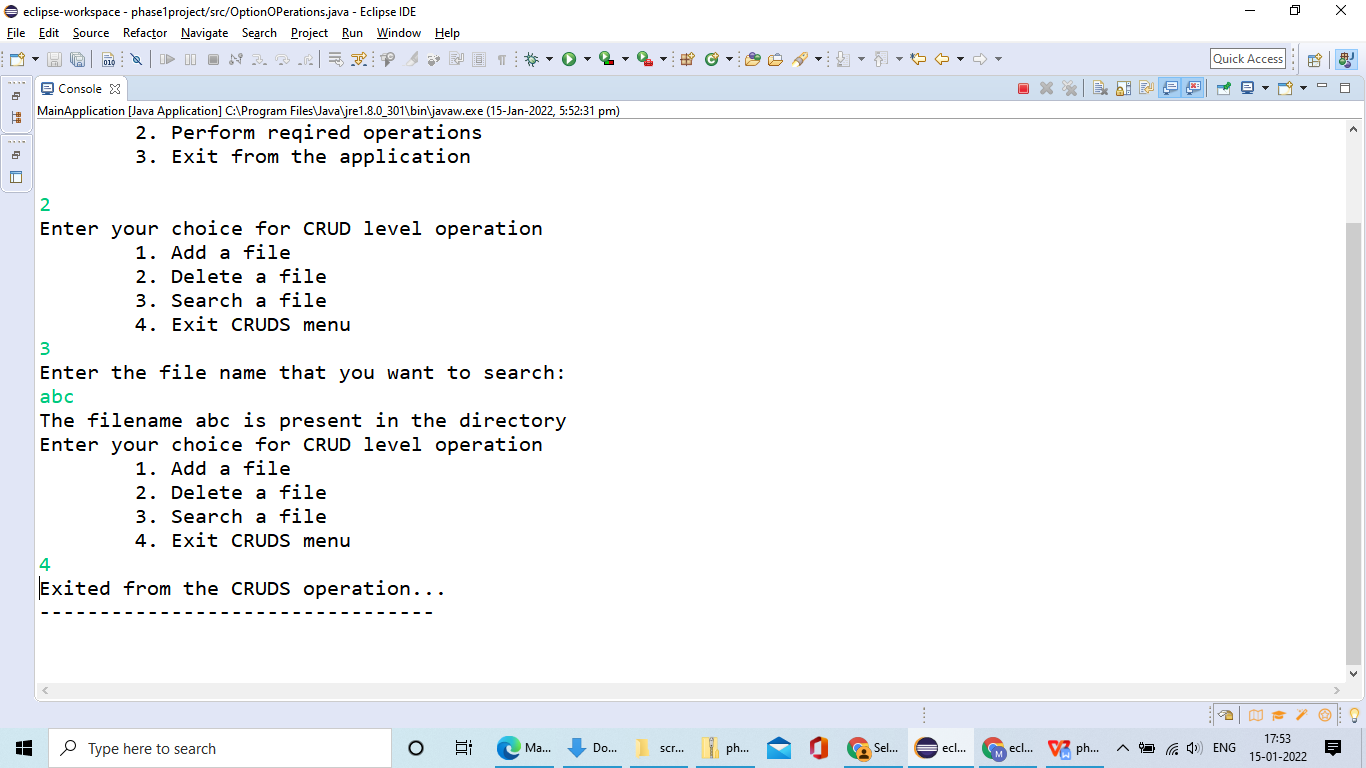 eclipse-workspace - phase1project/src/OptionOPerations.java - Eclipse IDE
File Edit Source Refactor Navigate Search Project Run Window Help
Quick Access
Console
MainApplication [Java Application] C:\Program Files\Java\jre1.8.0_301\bin\javaw.exe (15-Jan-2022, 5:52:31 pm)
2. Perform reqired operations
3. Exit from the application
2
Enter your choice for CRUD level operation
1. Add a file
2. Delete a file
3. Search a file
4. Exit CRUDS menu
3
Enter the file name that you want to search:
abc
The filename abc is present in the directory
Enter your choice for CRUD level operation
1. Add a file
2. Delete a file
3. Search a file
4. Exit CRUDS menu
4
Exited from the CRUDS operation...
---------------------------------
Type here to search
Ma... Do... scr... ph... Sel... ecl... ecl... ph... ENG 17:53
15-01-2022